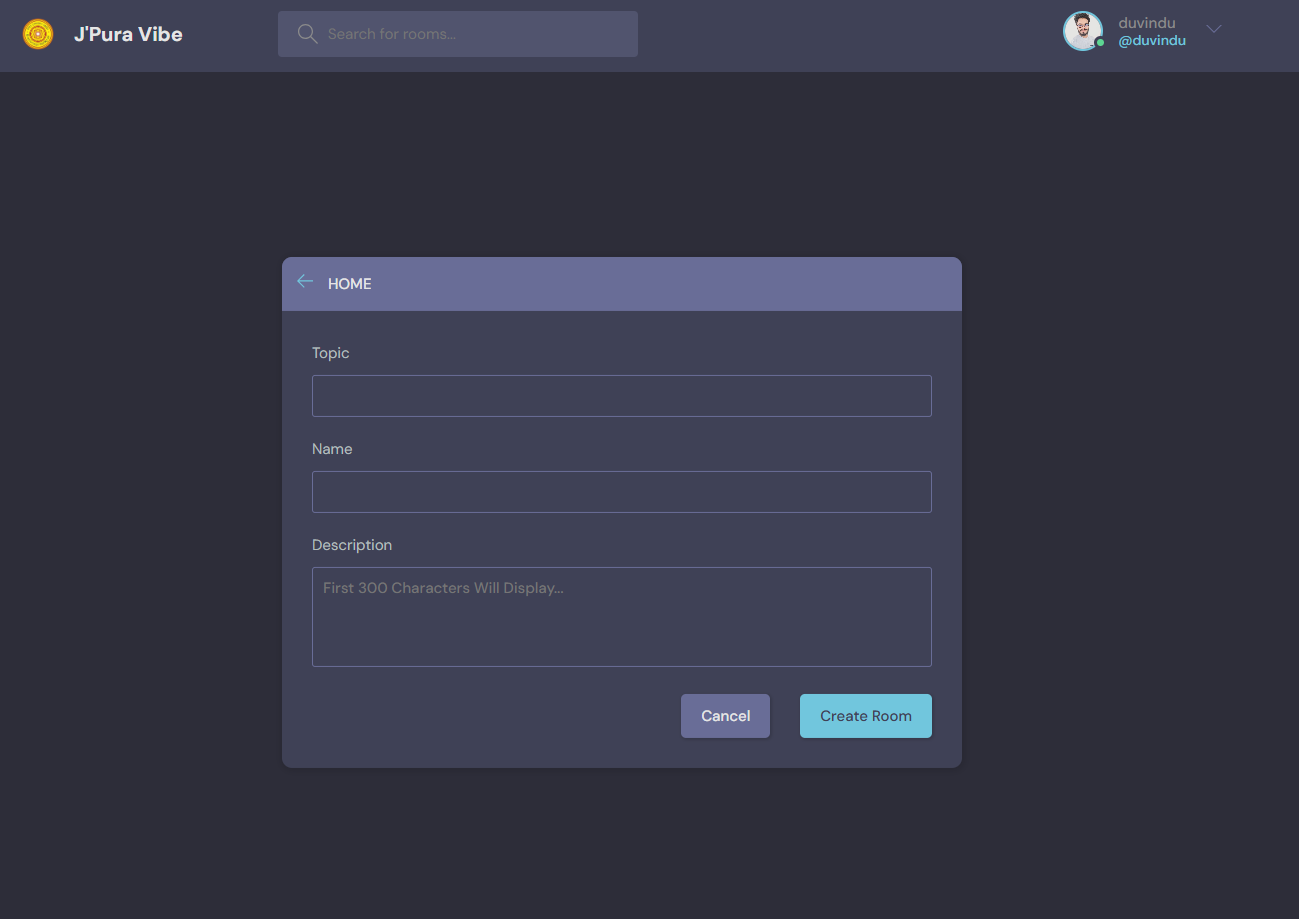 J'Pura Vibe
Search for rooms...
duvindu
@duvindu
HOME
Topic
Name
Description
First 300 Characters Will Display...
Cancel
Create Room